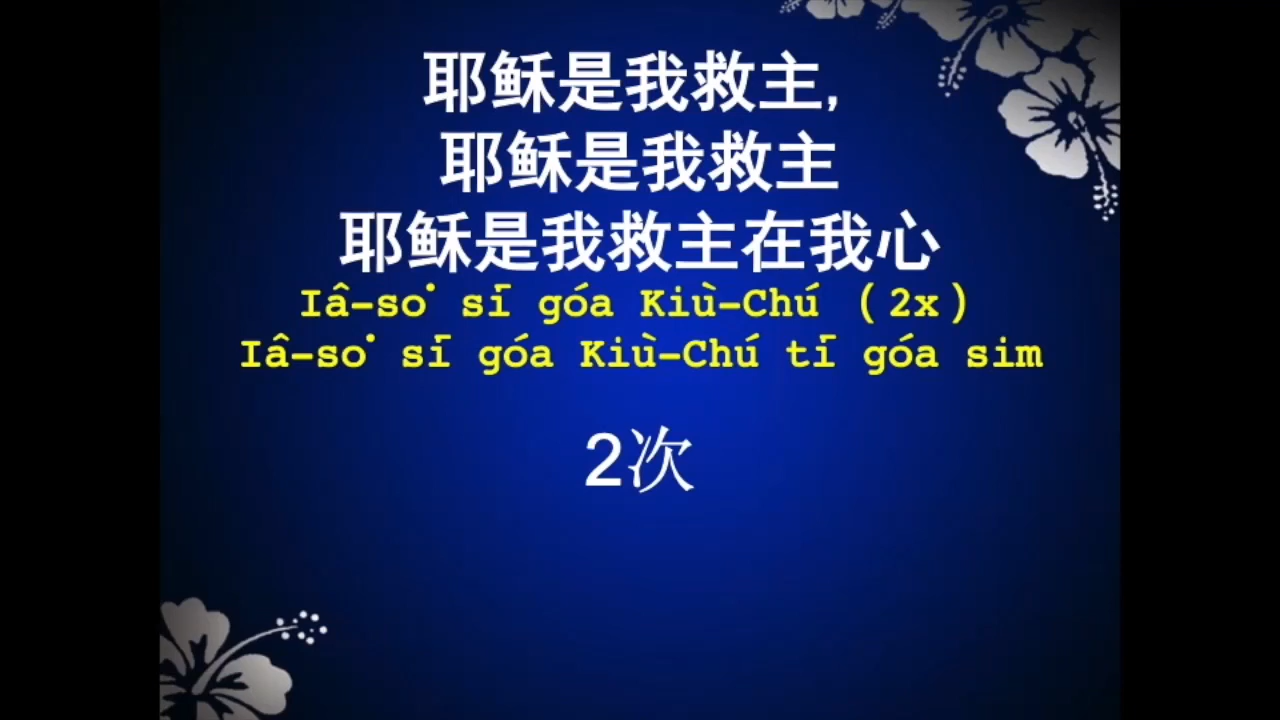 耶稣是我救主,
耶稣是我救主
耶稣是我救主在我心
Iâ-so͘ sī góa Kiù-Chú (2x)
Iâ-so͘ sī góa Kiù-Chú tī góa sim
2次